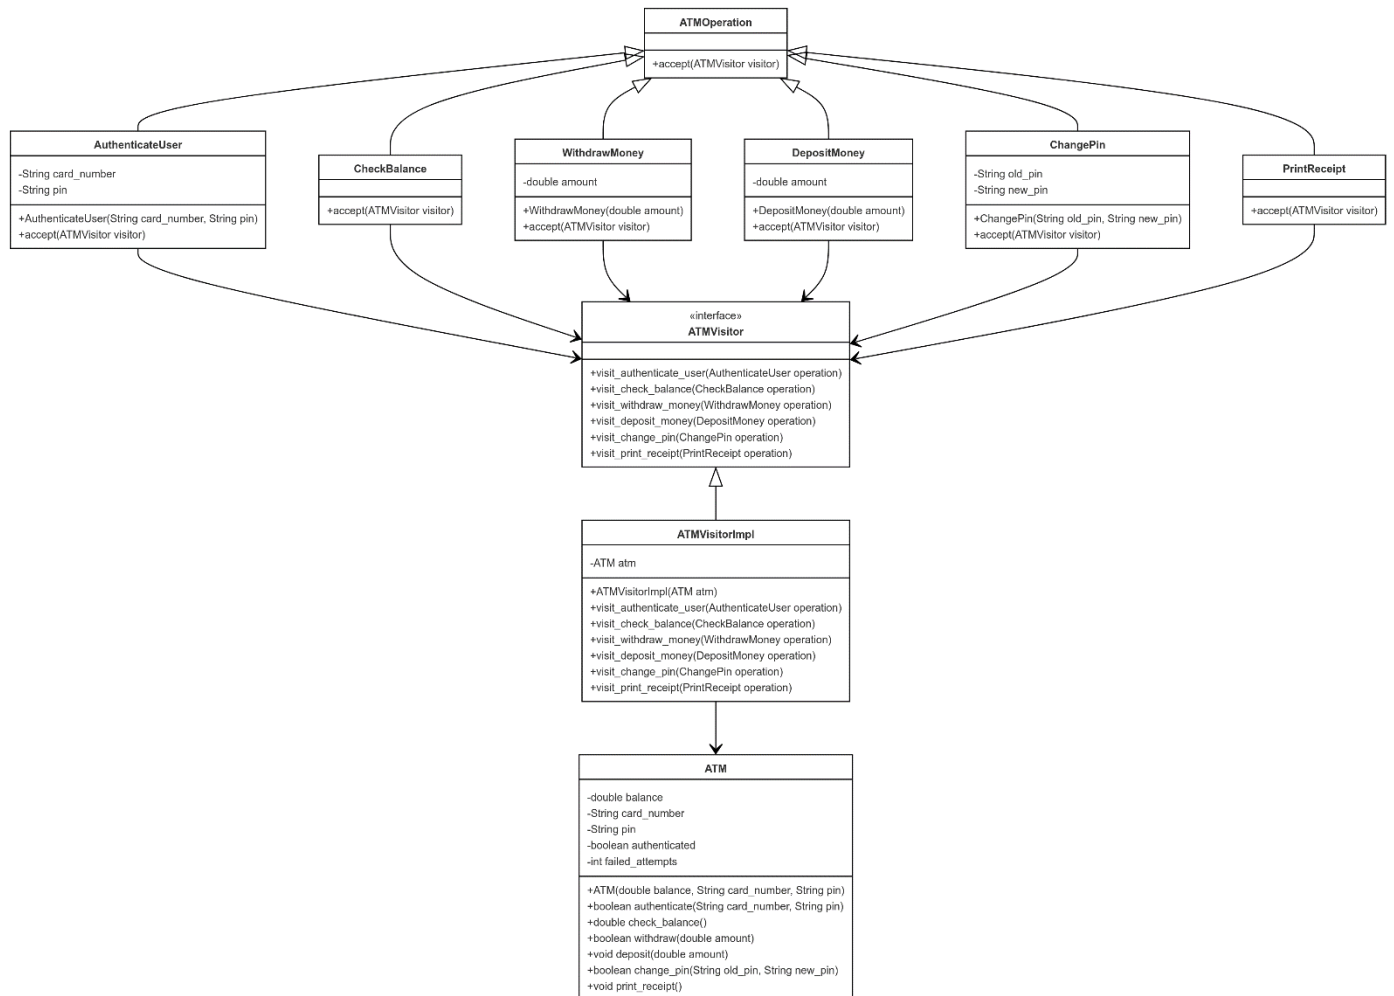 ATMOperation
+accept(ATMVisitor visitor)
AuthenticateUser
-String card_number
-String pin
+AuthenticateUser(String card_number, String pin)
+accept(ATMVisitor visitor)
CheckBalance
+accept(ATMVisitor visitor)
WithdrawMoney
-double amount
+WithdrawMoney(double amount)
+accept(ATMVisitor visitor)
DepositMoney
-double amount
+DepositMoney(double amount)
+accept(ATMVisitor visitor)
ChangePin
-String old_pin
-String new_pin
+ChangePin(String old_pin, String new_pin)
+accept(ATMVisitor visitor)
PrintReceipt
+accept(ATMVisitor visitor)
«interface»
ATMVisitor
+visit_authenticate_user(AuthenticateUser operation)
+visit_check_balance(CheckBalance operation)
+visit_withdraw_money(WithdrawMoney operation)
+visit_deposit_money(DepositMoney operation)
+visit_change_pin(ChangePin operation)
+visit_print_receipt(PrintReceipt operation)
ATMVisitorImpl
-ATM atm
+ATMVisitorImpl(ATM atm)
+visit_authenticate_user(AuthenticateUser operation)
+visit_check_balance(CheckBalance operation)
+visit_withdraw_money(WithdrawMoney operation)
+visit_deposit_money(DepositMoney operation)
+visit_change_pin(ChangePin operation)
+visit_print_receipt(PrintReceipt operation)
ATM
-double balance
-String card_number
-String pin
-boolean authenticated
-int failed_attempts
+ATM(double balance, String card_number, String pin)
+boolean authenticate(String card_number, String pin)
+double check_balance()
+boolean withdraw(double amount)
+void deposit(double amount)
+boolean change_pin(String old_pin, String new_pin)
+void print_receipt()